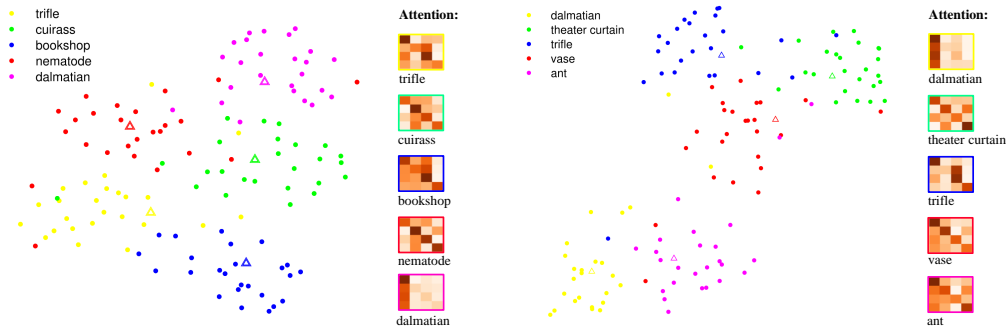 trifle
cuirass
bookshop
nematode
dalmatian
Attention:
trifle
cuirass
bookshop
nematode
dalmatian
dalmatian
theater curtain
trifle
vase
ant
Attention:
dalmatian
theater curtain
trifle
vase
ant